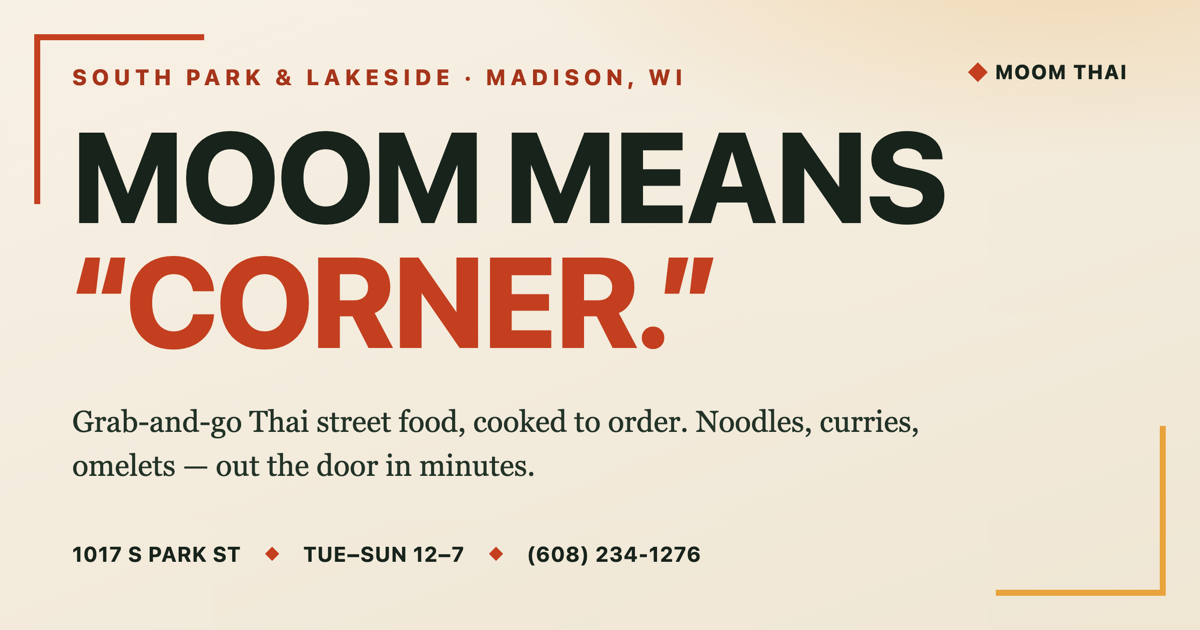 SOUTH PARK & LAKESIDE · MADISON, WI
MOOM THAI
MOOM MEANS
“CORNER.”
Grab-and-go Thai street food, cooked to order. Noodles, curries,
omelets — out the door in minutes.
1017 S PARK ST ◆ TUE–SUN 12–7 ◆ (608) 234-1276